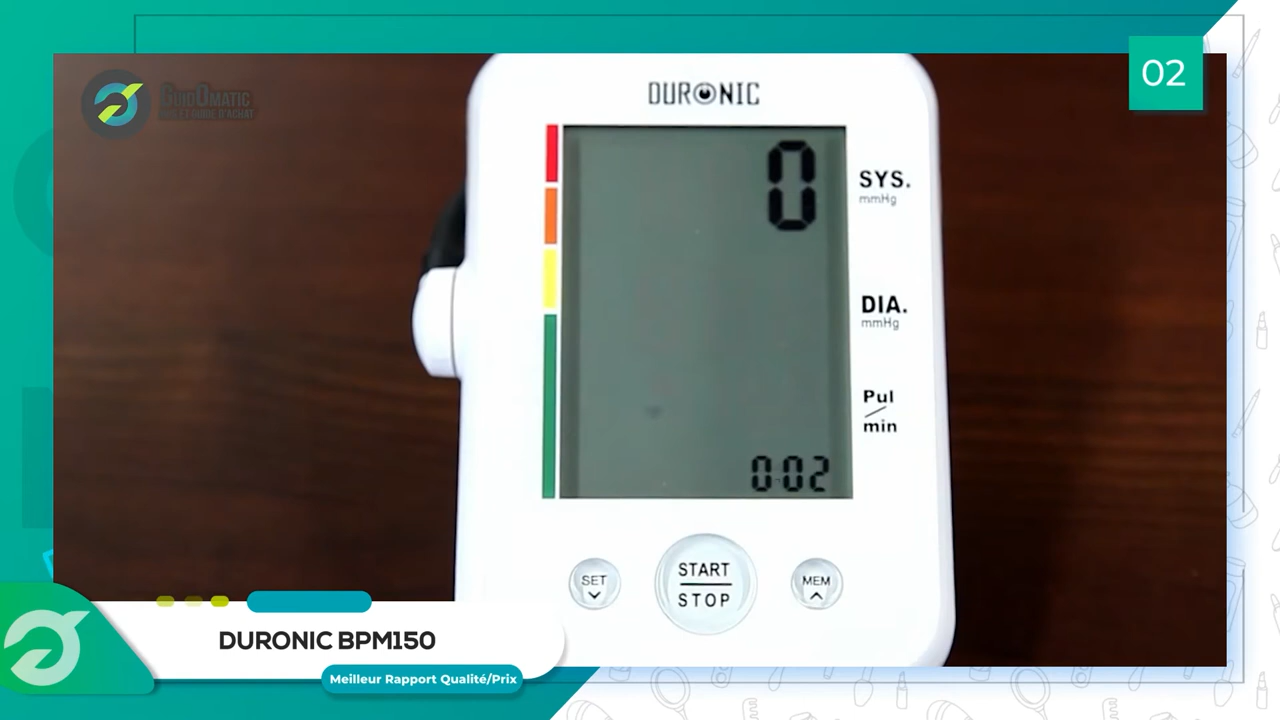 02
GUIDOMATIC
DURONIC
0
SYS.
mmHg
DIA.
mmHg
Pul
min
0:02
SET
START
STOP
MEM
DURONIC BPM150
Meilleur Rapport Qualité/Prix